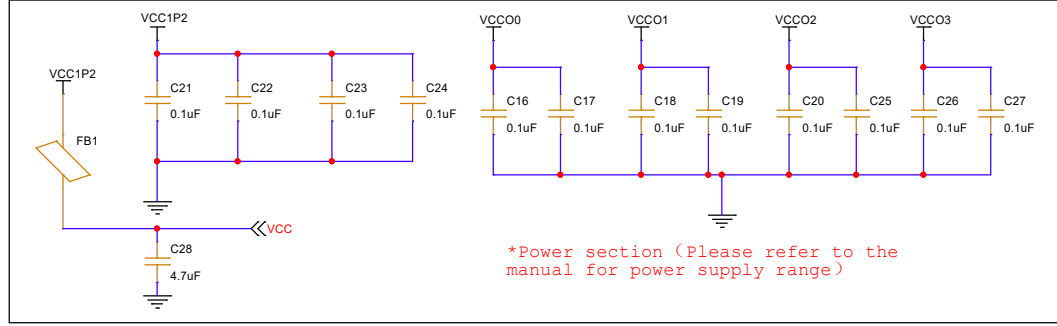 VCC1P2
VCCO0
VCCO1
VCCO2
VCCO3
VCC1P2
C21
0.1uF
C22
0.1uF
C23
0.1uF
C24
0.1uF
C16
0.1uF
C17
0.1uF
C18
0.1uF
C19
0.1uF
C20
0.1uF
C25
0.1uF
C26
0.1uF
C27
0.1uF
FB1
VCC
C28
4.7uF
*Power section（Please refer to the
manual for power supply range）